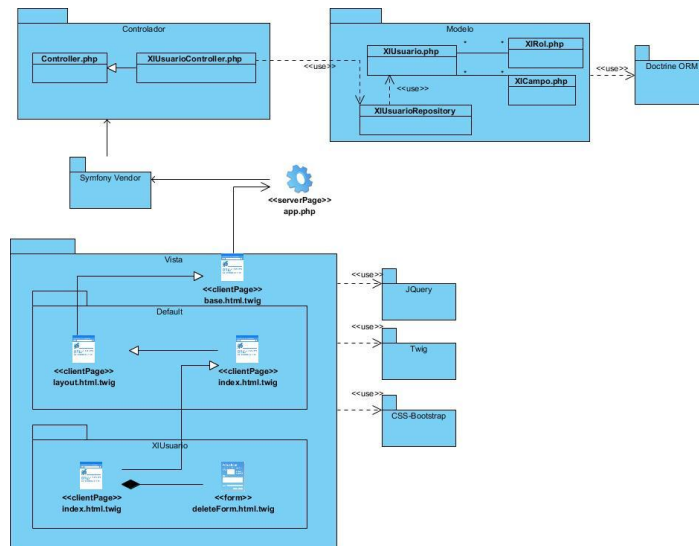 Controlador
Controller.php
XIUsuarioController.php
<<use>>
Modelo
XIUsuario.php
*
*
XIRol.php
*
*
XICampo.php
<<use>>
XIUsuarioRepository
<<use>>
Doctrine ORM
Symfony Vendor
<<serverPage>>
app.php
Vista
<<clientPage>>
base.html.twig
<<use>>
JQuery
Default
<<clientPage>>
layout.html.twig
<<clientPage>>
index.html.twig
<<use>>
Twig
<<use>>
CSS-Bootstrap
XIUsuario
<<clientPage>>
index.html.twig
<<form>>
deleteForm.html.twig